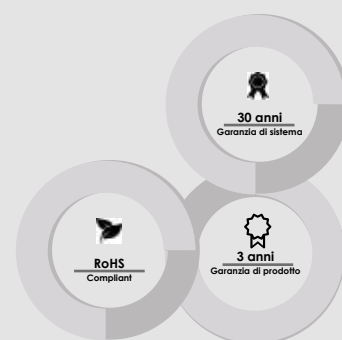 30 anni
Garanzia di sistema
RoHS
Compliant
3 anni
Garanzia di prodotto